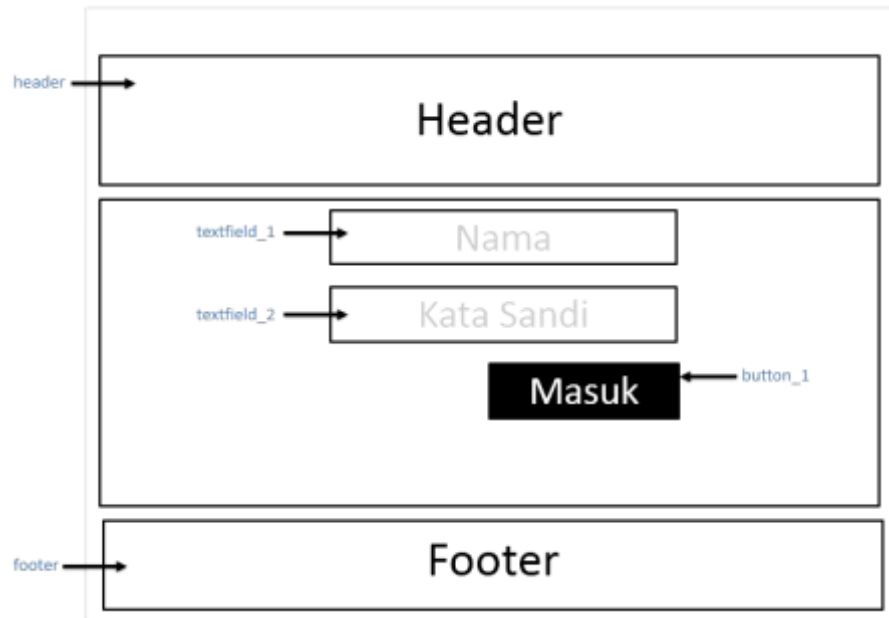 header
Header
textfield_1
Nama
textfield_2
Kata Sandi
Masuk
button_1
footer
Footer